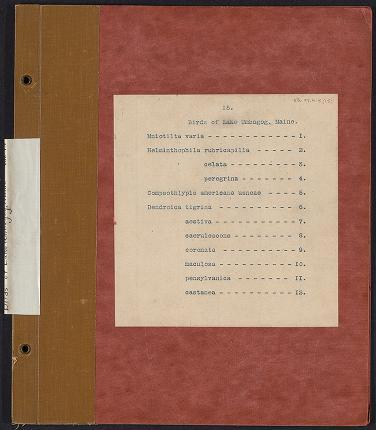 15.
Birds of Lake Umbagog, Maine.
Mniotilta varia - - - - - - - - - - - - 1.
Helminthophila rubricapilla - - - - - 2.
celata - - - - - - - - - - 3.
peregrina - - - - - - - 4.
Compsothlypis americana usneae - 5.
Dendroica tigrina - - - - - - - - - - 6.
aestiva - - - - - - - - - 7.
caerulescens - - - - - - 8.
coronata - - - - - - - - 9.
maculosa - - - - - - - - 10.
pensylvanica - - - - - - 11.
castanea - - - - - - - - 12.